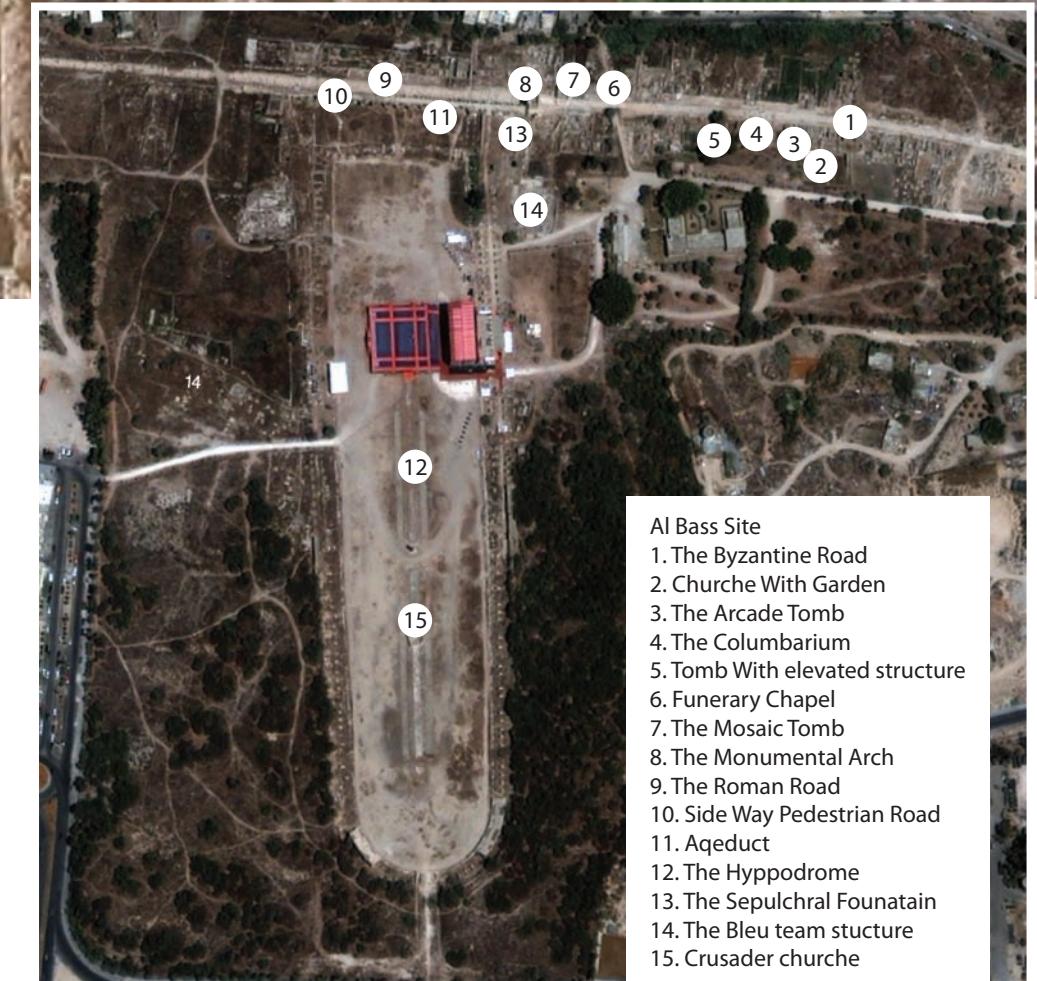 9
8
7
6
10
11
13
1
5
4
3
2
14
14
12
15
Al Bass Site
1. The Byzantine Road
2. Churche With Garden
3. The Arcade Tomb
4. The Columbarium
5. Tomb With elevated structure
6. Funerary Chapel
7. The Mosaic Tomb
8. The Monumental Arch
9. The Roman Road
10. Side Way Pedestrian Road
11. Aqeduct
12. The Hyppodrome
13. The Sepulchral Founatain
14. The Bleu team stucture
15. Crusader churche